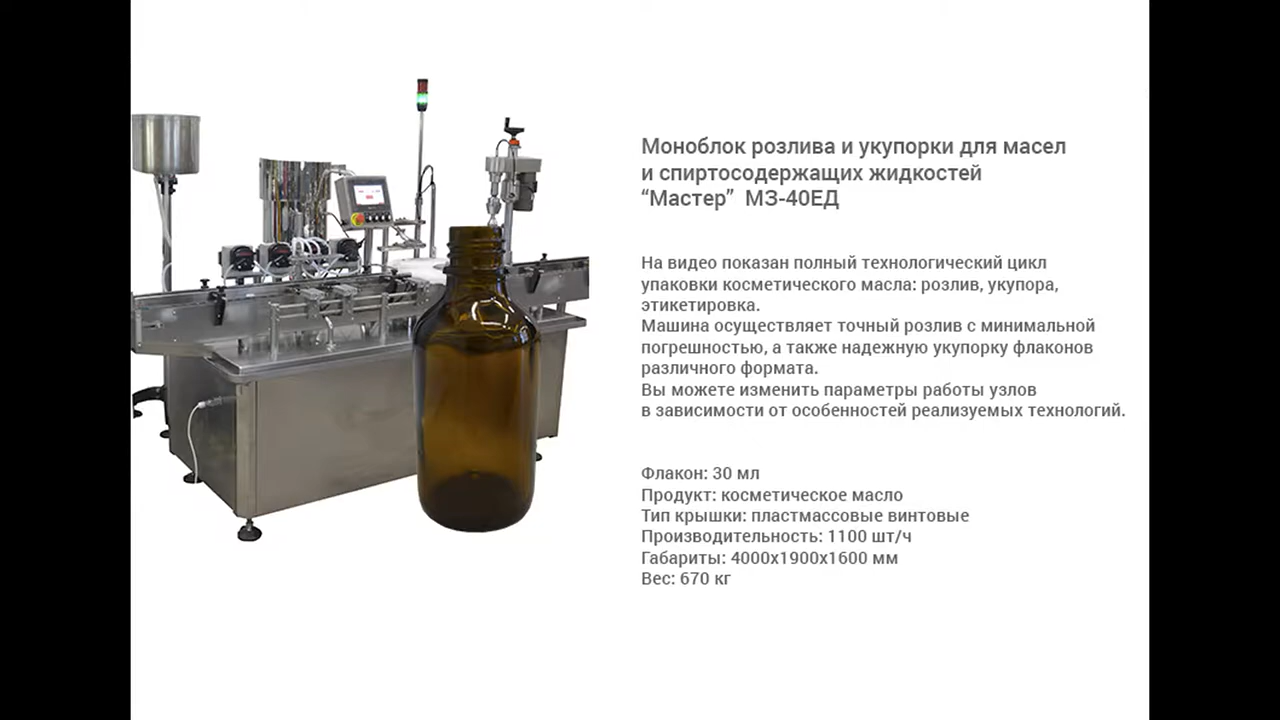 Моноблок розлива и укупорки для масел
и спиртосодержащих жидкостей
“Мастер” МЗ-40ЕД
На видео показан полный технологический цикл
упаковки косметического масла: розлив, укупора,
этикетировка.
Машина осуществляет точный розлив с минимальной
погрешностью, а также надежную укупорку флаконов
различного формата.
Вы можете изменить параметры работы узлов
в зависимости от особенностей реализуемых технологий.
Флакон: 30 мл
Продукт: косметическое масло
Тип крышки: пластмассовые винтовые
Производительность: 1100 шт/ч
Габариты: 4000х1900х1600 мм
Вес: 670 кг